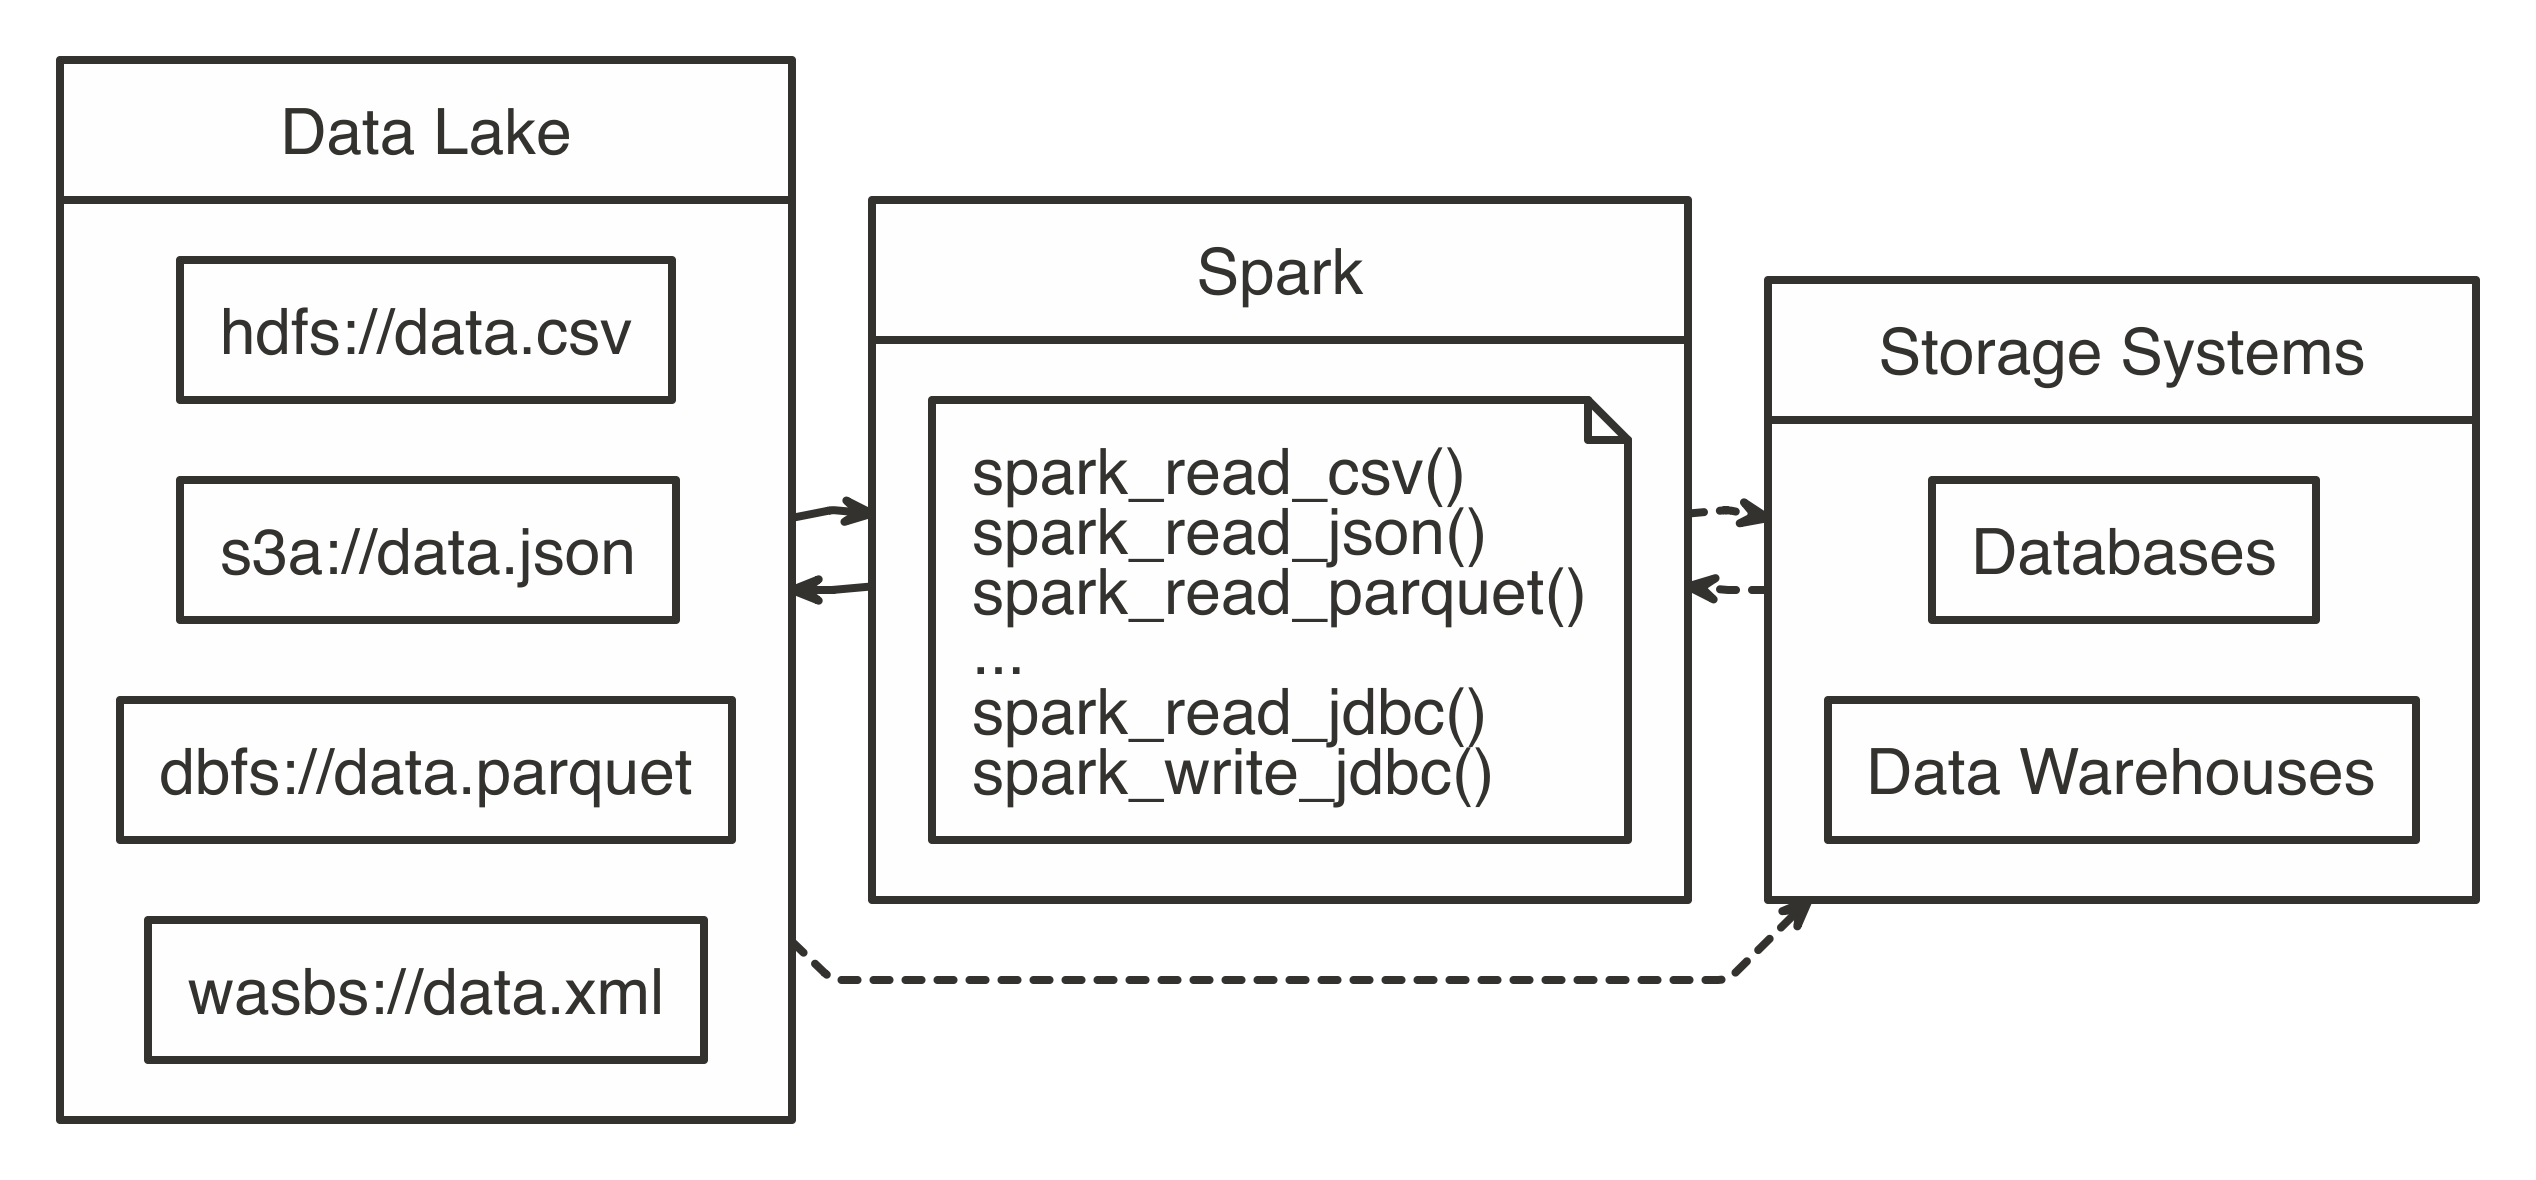 Data Lake
hdfs://data.csv
s3a://data.json
dbfs://data.parquet
wasbs://data.xml
Spark
spark_read_csv()
spark_read_json()
spark_read_parquet()
...
spark_read_jdbc()
spark_write_jdbc()
Storage Systems
Databases
Data Warehouses